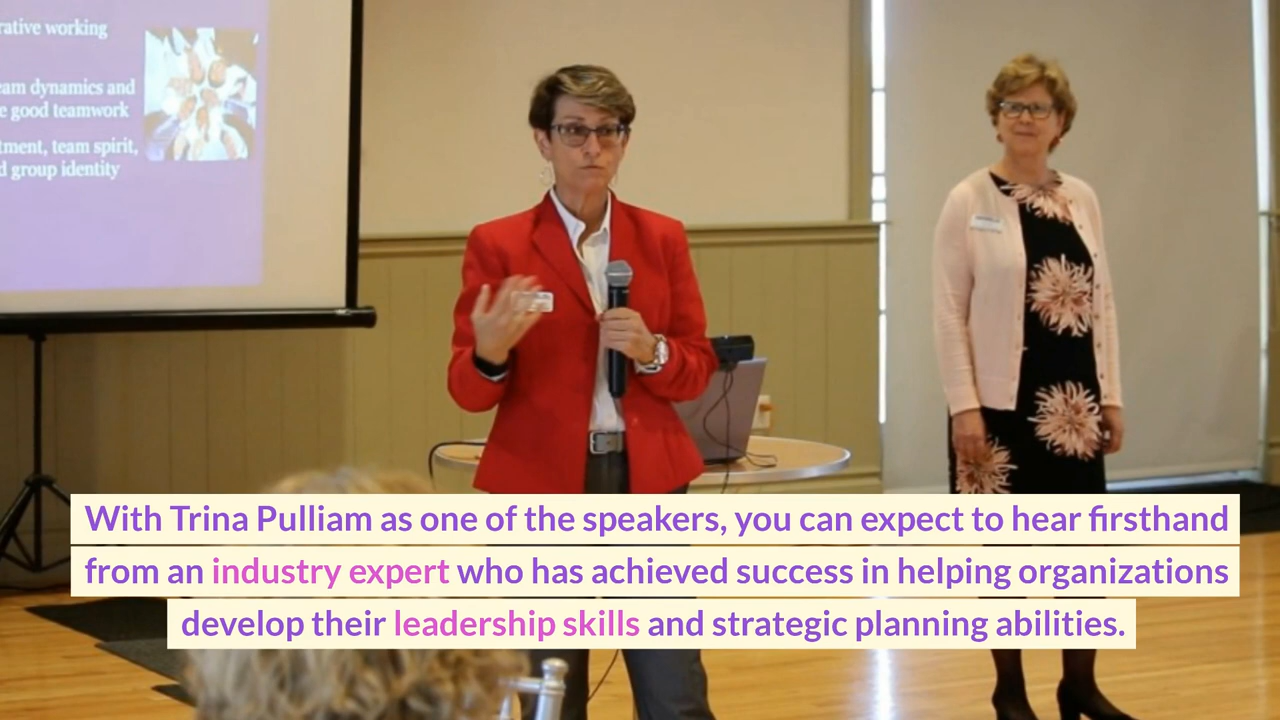 rative working
eam dynamics and
e good teamwork
tment, team spirit,
d group identity
With Trina Pulliam as one of the speakers, you can expect to hear firsthand
from an industry expert who has achieved success in helping organizations
develop their leadership skills and strategic planning abilities.